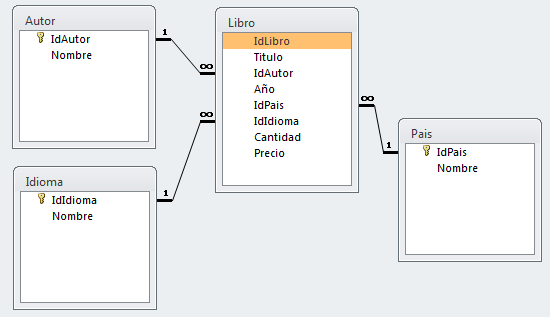 Autor
IdAutor
Nombre
1
∞
Libro
IdLibro
Titulo
IdAutor
Año
IdPais
IdIdioma
Cantidad
Precio
∞
∞
1
Idioma
IdIdioma
Nombre
1
Pais
IdPais
Nombre